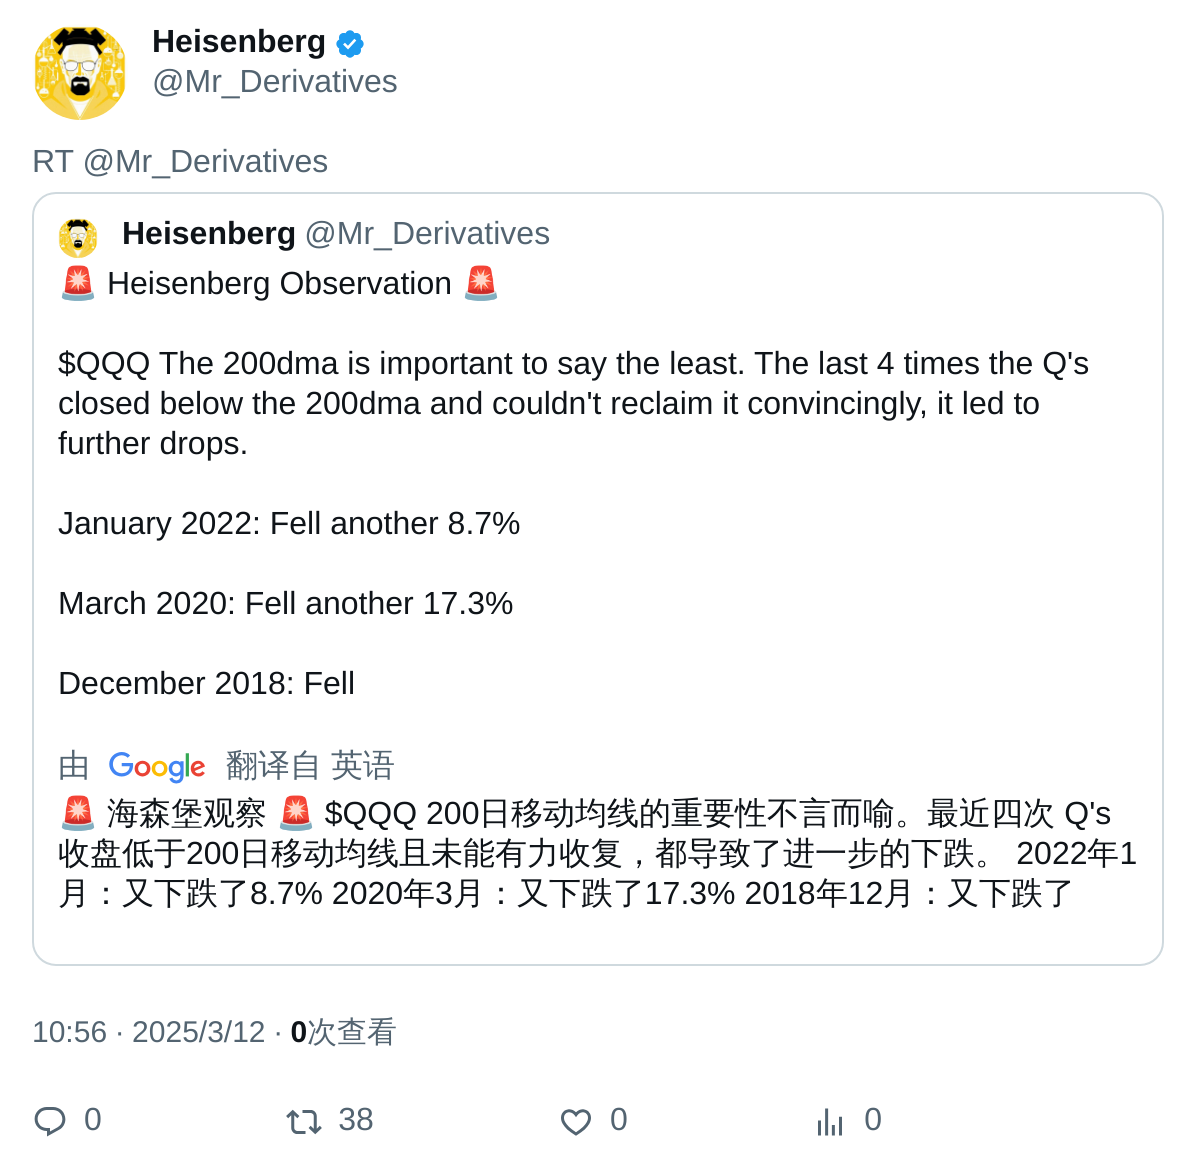 Heisenberg
@Mr_Derivatives
RT @Mr_Derivatives
Heisenberg @Mr_Derivatives
🚨 Heisenberg Observation 🚨
$QQQ The 200dma is important to say the least. The last 4 times the Q's
closed below the 200dma and couldn't reclaim it convincingly, it led to
further drops.
January 2022: Fell another 8.7%
March 2020: Fell another 17.3%
December 2018: Fell
由 Google 翻译自 英语
🚨 海森堡观察 🚨 $QQQ 200日移动均线的重要性不言而喻。最近四次 Q's
收盘低于200日移动均线且未能有力收复，都导致了进一步的下跌。 2022年1
月：又下跌了8.7% 2020年3月：又下跌了17.3% 2018年12月：又下跌了
10:56 · 2025/3/12 · 0次查看
0 38 0 0